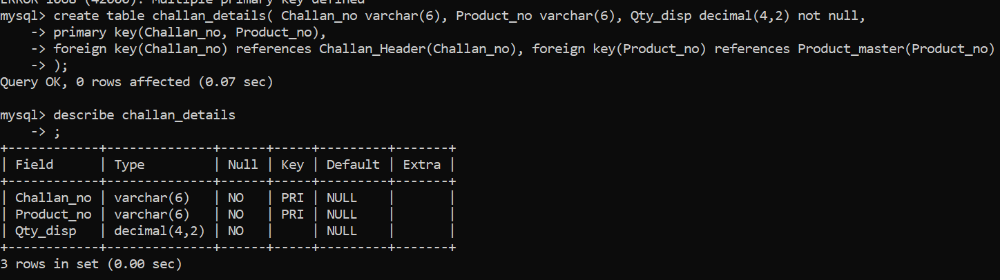 ERROR 1068 (42000): Multiple primary key defined
mysql> create table challan_details( Challan_no varchar(6), Product_no varchar(6), Qty_disp decimal(4,2) not null,
    -> primary key(Challan_no, Product_no),
    -> foreign key(Challan_no) references Challan_Header(Challan_no), foreign key(Product_no) references Product_master(Product_no)
    -> );
Query OK, 0 rows affected (0.07 sec)

mysql> describe challan_details
    -> ;
+------------+--------------+------+-----+---------+-------+
| Field      | Type         | Null | Key | Default | Extra |
+------------+--------------+------+-----+---------+-------+
| Challan_no | varchar(6)   | NO   | PRI | NULL    |       |
| Product_no | varchar(6)   | NO   | PRI | NULL    |       |
| Qty_disp   | decimal(4,2) | NO   |     | NULL    |       |
+------------+--------------+------+-----+---------+-------+
3 rows in set (0.00 sec)